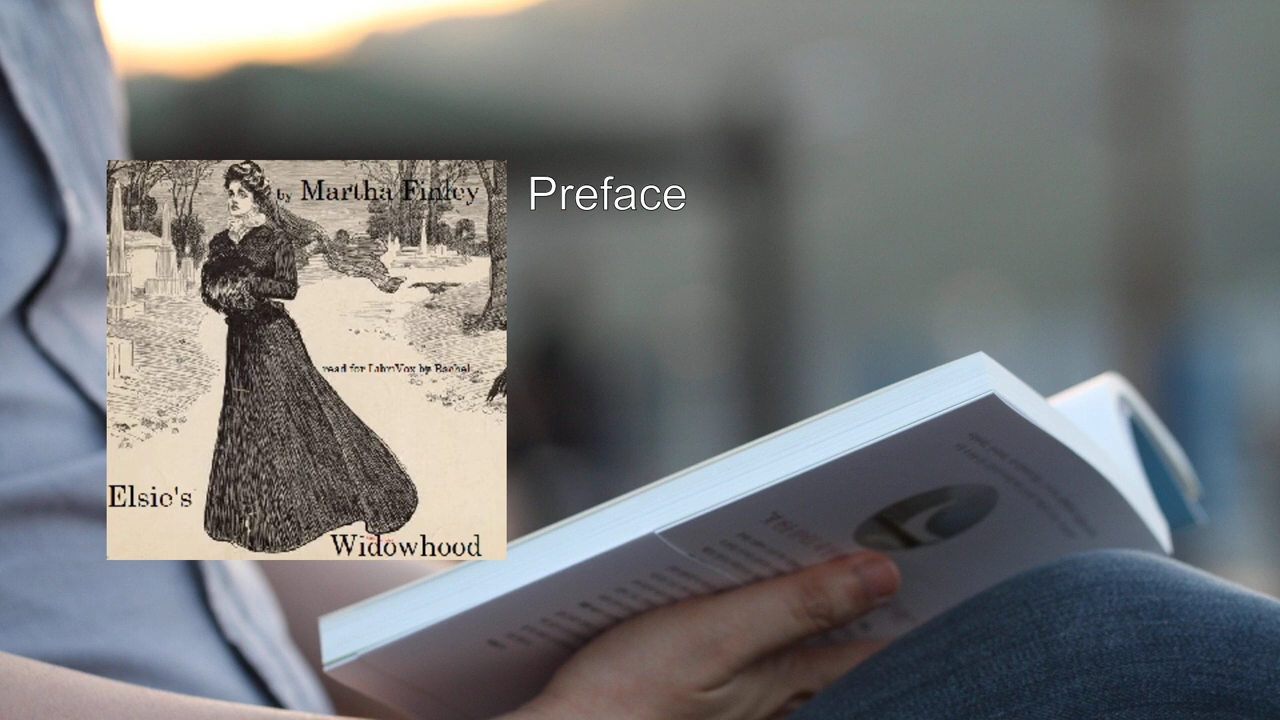 by Martha Finley
Preface
read for LibriVox by Rachel
Elsie's
Widowhood